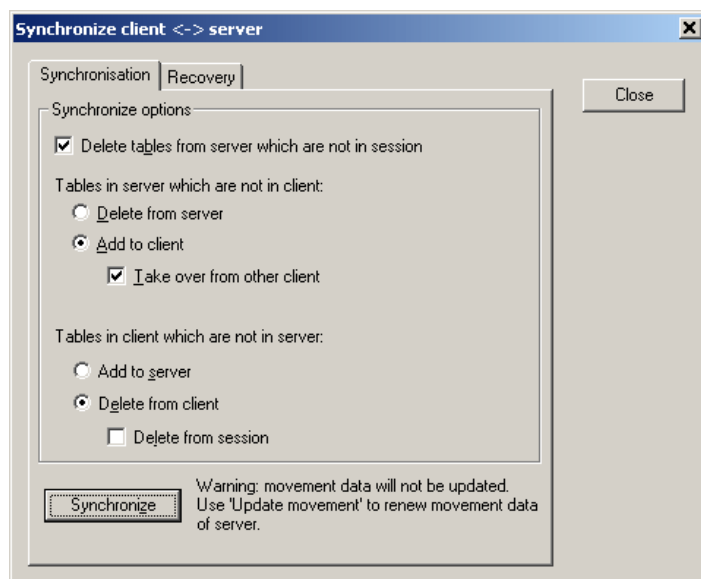 Synchronize client <-> server
Synchronisation
Recovery
Close
Synchronize options
Delete tables from server which are not in session
Tables in server which are not in client:
Delete from server
Add to client
Take over from other client
Tables in client which are not in server:
Add to server
Delete from client
Delete from session
Synchronize
Warning: movement data will not be updated.
Use 'Update movement' to renew movement data
of server.